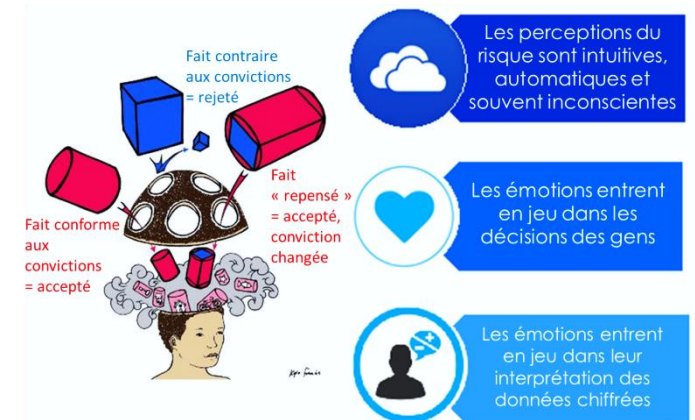 Fait contraire
aux convictions
= rejeté
Fait
« repensé »
= accepté,
conviction
changée
Fait conforme
aux
convictions
= accepté
Les perceptions du
risque sont intuitives,
automatiques et
souvent inconscientes
Les émotions entrent
en jeu dans les
décisions des gens
Les émotions entrent
en jeu dans leur
interprétation des
données chiffrées